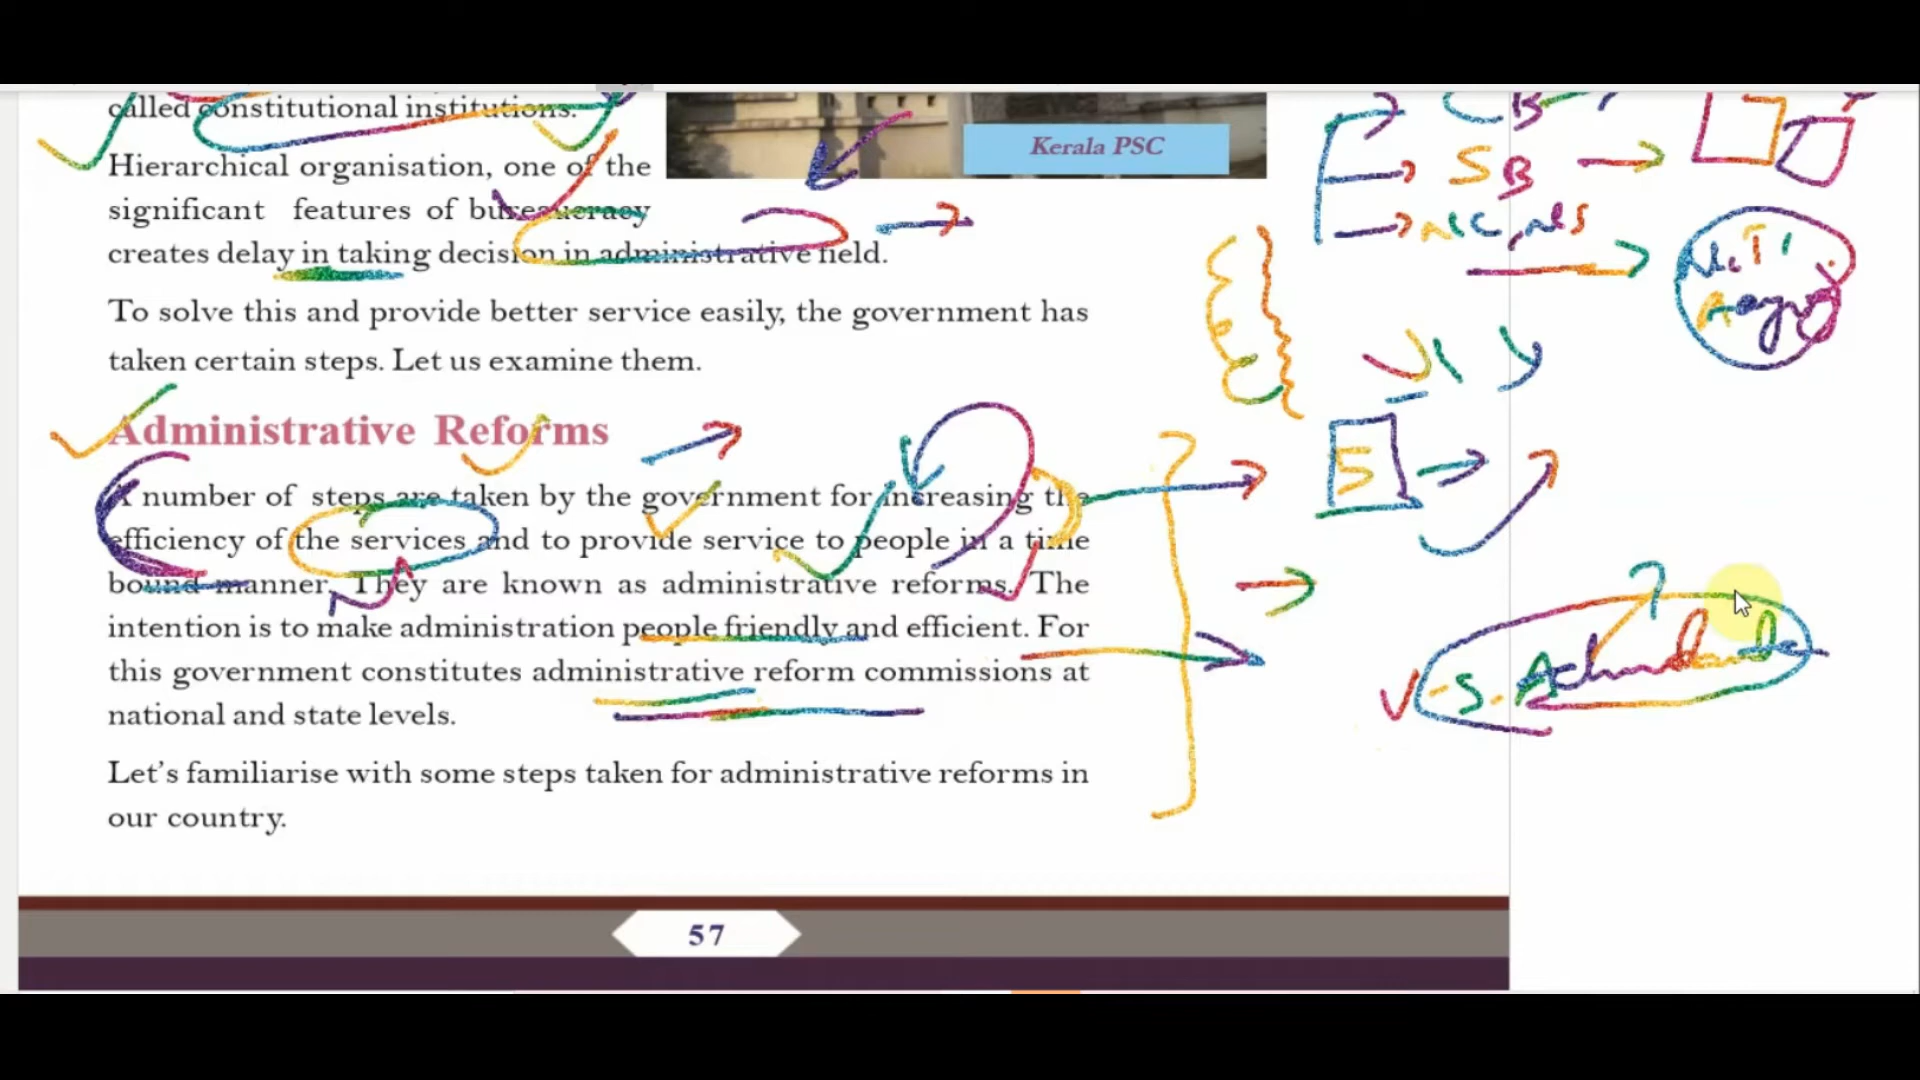 called constitutional institutions.
Kerala PSC
Hierarchical organisation, one of the
significant features of bureaucracy
creates delay in taking decision in administrative field.
To solve this and provide better service easily, the government has
taken certain steps. Let us examine them.
Administrative Reforms
A number of steps are taken by the government for increasing the
efficiency of the services and to provide service to people in a time
bound manner. They are known as administrative reforms. The
intention is to make administration people friendly and efficient. For
this government constitutes administrative reform commissions at
national and state levels.
Let's familiarise with some steps taken for administrative reforms in
our country.
57
B
SB
5